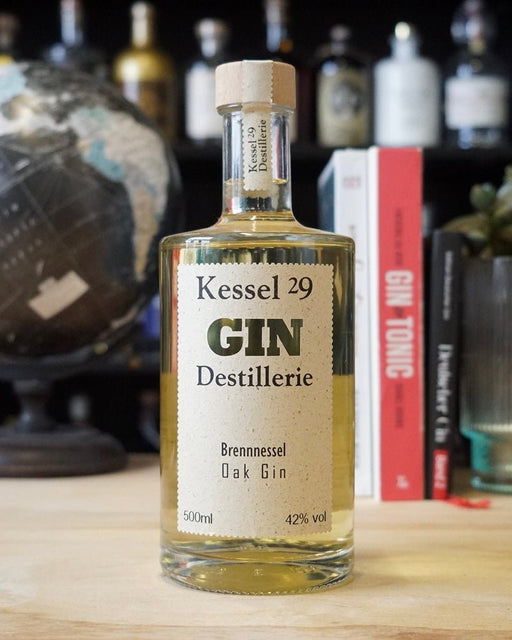 Kessel 29
Destillerie
Kessel 29
GIN
Destillerie
Brennnessel
Oak Gin
500ml
42% vol
GIN
TONIC